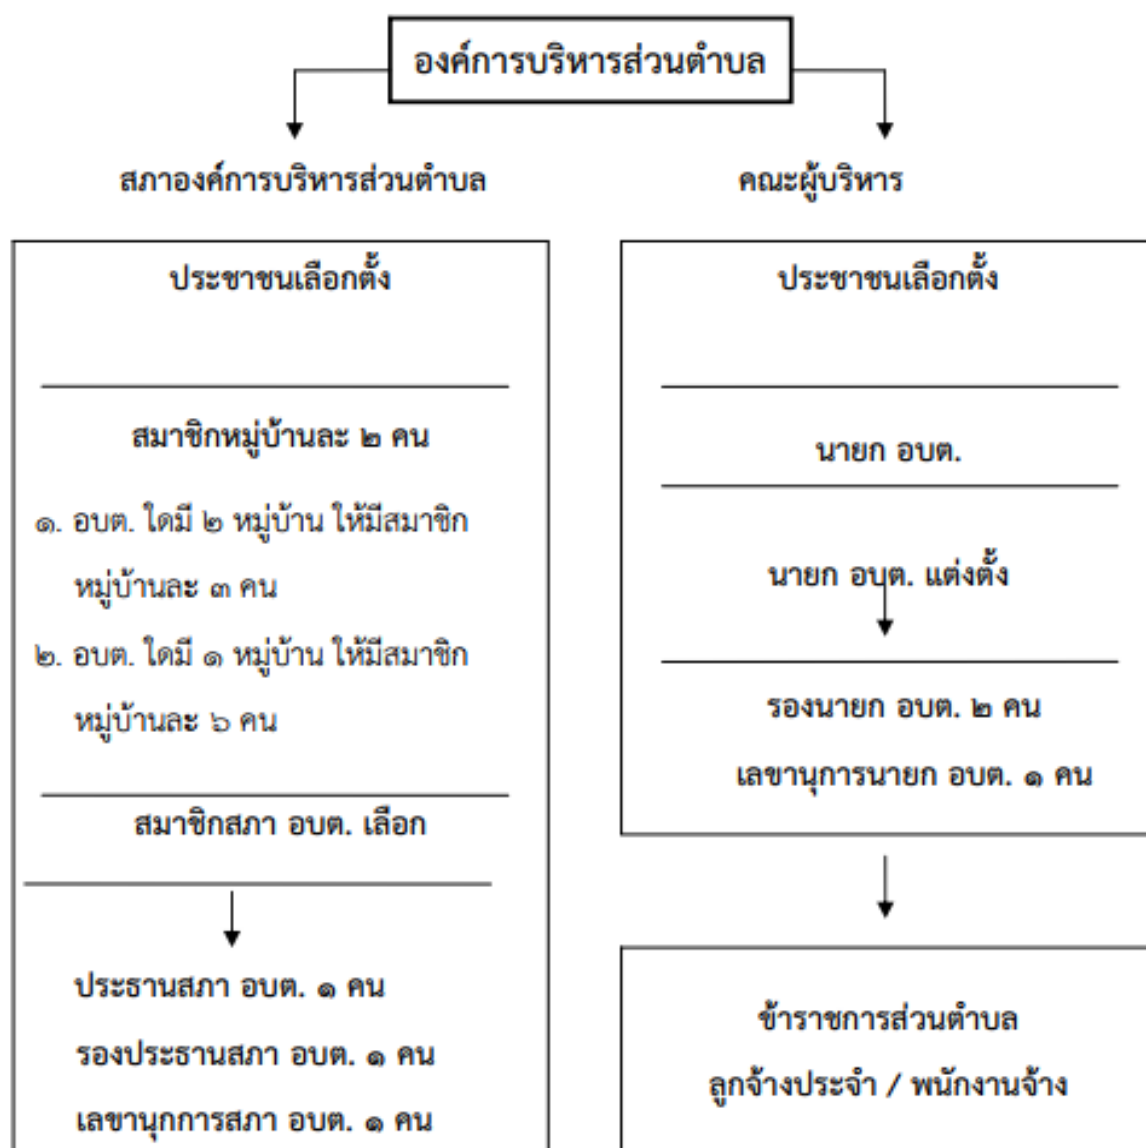 องค์การบริหารส่วนตำบล
สภาองค์การบริหารส่วนตำบล
ประชาชนเลือกตั้ง
สมาชิกหมู่บ้านละ ๒ คน
๑. อบต. ใดมี ๒ หมู่บ้าน ให้มีสมาชิก
หมู่บ้านละ ๓ คน
๒. อบต. ใดมี ๑ หมู่บ้าน ให้มีสมาชิก
หมู่บ้านละ ๖ คน
สมาชิกสภา อบต. เลือก
ประธานสภา อบต. ๑ คน
รองประธานสภา อบต. ๑ คน
เลขานุกการสภา อบต. ๑ คน
คณะผู้บริหาร
ประชาชนเลือกตั้ง
นายก อบต.
นายก อบต. แต่งตั้ง
รองนายก อบต. ๒ คน
เลขานุการนายก อบต. ๑ คน
ข้าราชการส่วนตำบล
ลูกจ้างประจำ / พนักงานจ้าง